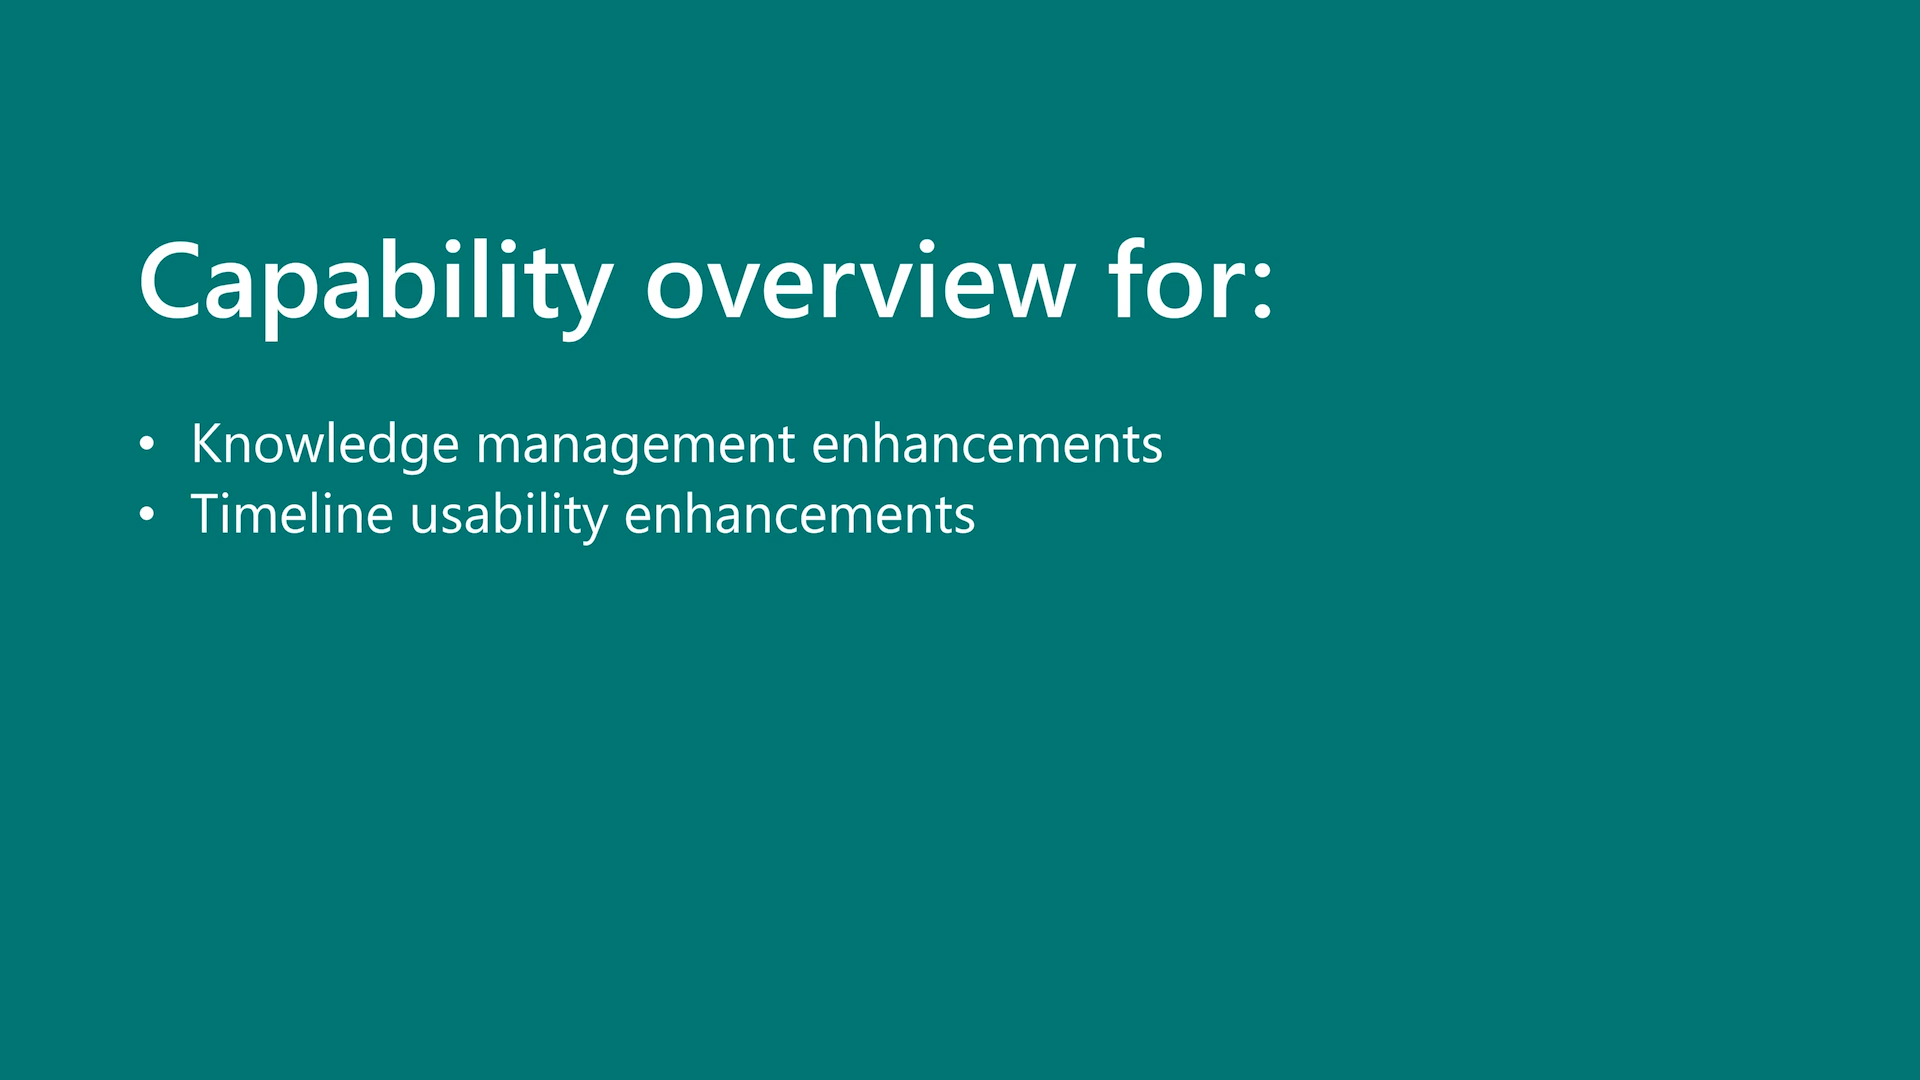 Capability overview for:
• Knowledge management enhancements
• Timeline usability enhancements